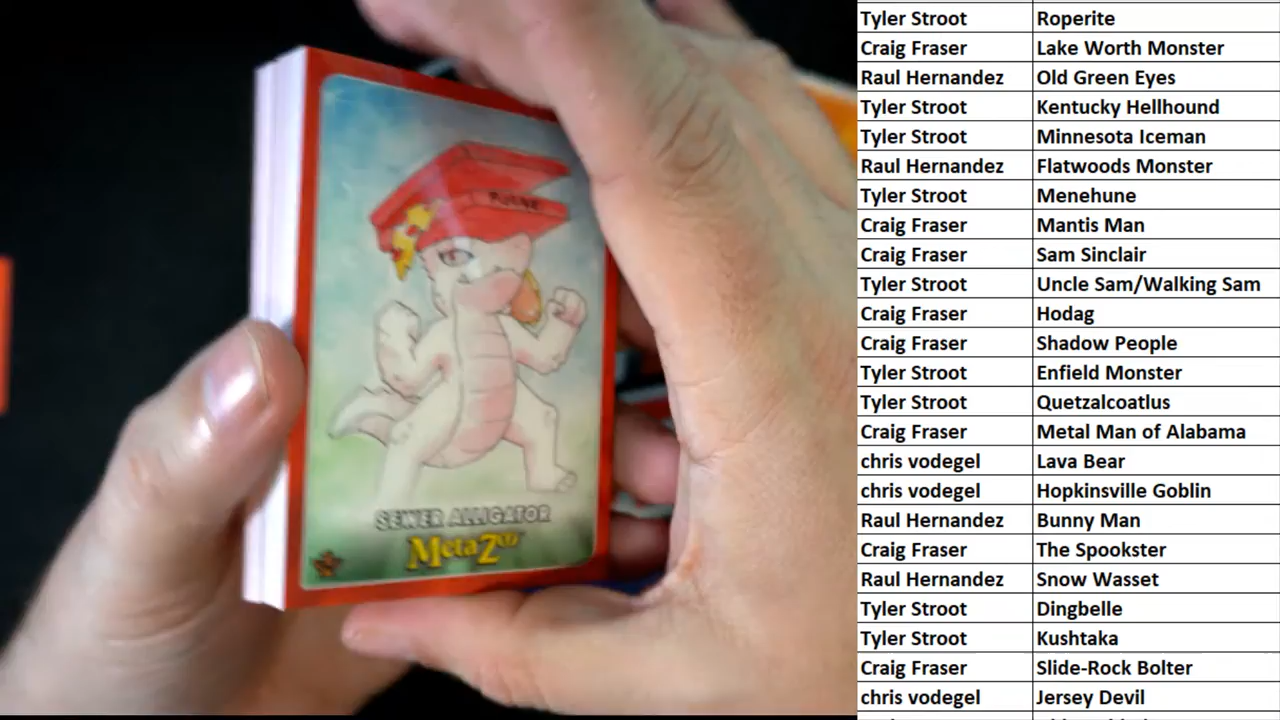 SEWER ALLIGATOR
MetaZoo
Tyler Stroot Roperite
Craig Fraser Lake Worth Monster
Raul Hernandez Old Green Eyes
Tyler Stroot Kentucky Hellhound
Tyler Stroot Minnesota Iceman
Raul Hernandez Flatwoods Monster
Tyler Stroot Menehune
Craig Fraser Mantis Man
Craig Fraser Sam Sinclair
Tyler Stroot Uncle Sam/Walking Sam
Craig Fraser Hodag
Craig Fraser Shadow People
Tyler Stroot Enfield Monster
Tyler Stroot Quetzalcoatlus
Craig Fraser Metal Man of Alabama
chris vodegel Lava Bear
chris vodegel Hopkinsville Goblin
Raul Hernandez Bunny Man
Craig Fraser The Spookster
Raul Hernandez Snow Wasset
Tyler Stroot Dingbelle
Tyler Stroot Kushtaka
Craig Fraser Slide-Rock Bolter
chris vodegel Jersey Devil